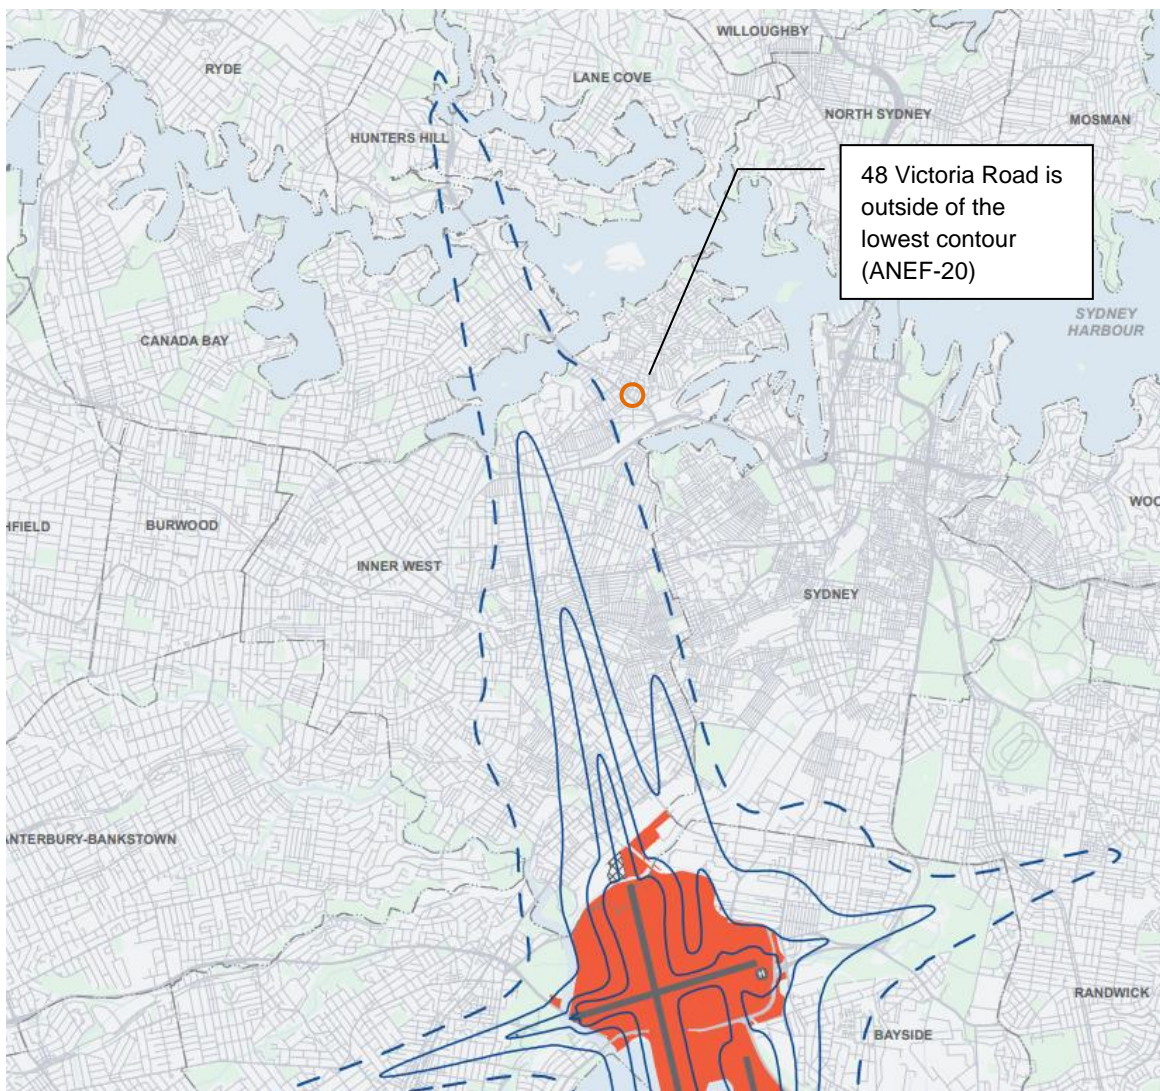 WILLOUGHBY
RYDE
LANE COVE
NORTH SYDNEY
MOSMAN
HUNTERS HILL
48 Victoria Road is
outside of the
lowest contour
(ANEF-20)
SYDNEY
HARBOUR
CANADA BAY
WOO
HFIELD
BURWOOD
INNER WEST
SYDNEY
ANTERBURY-BANKSTOWN
H
RANDWICK
BAYSIDE